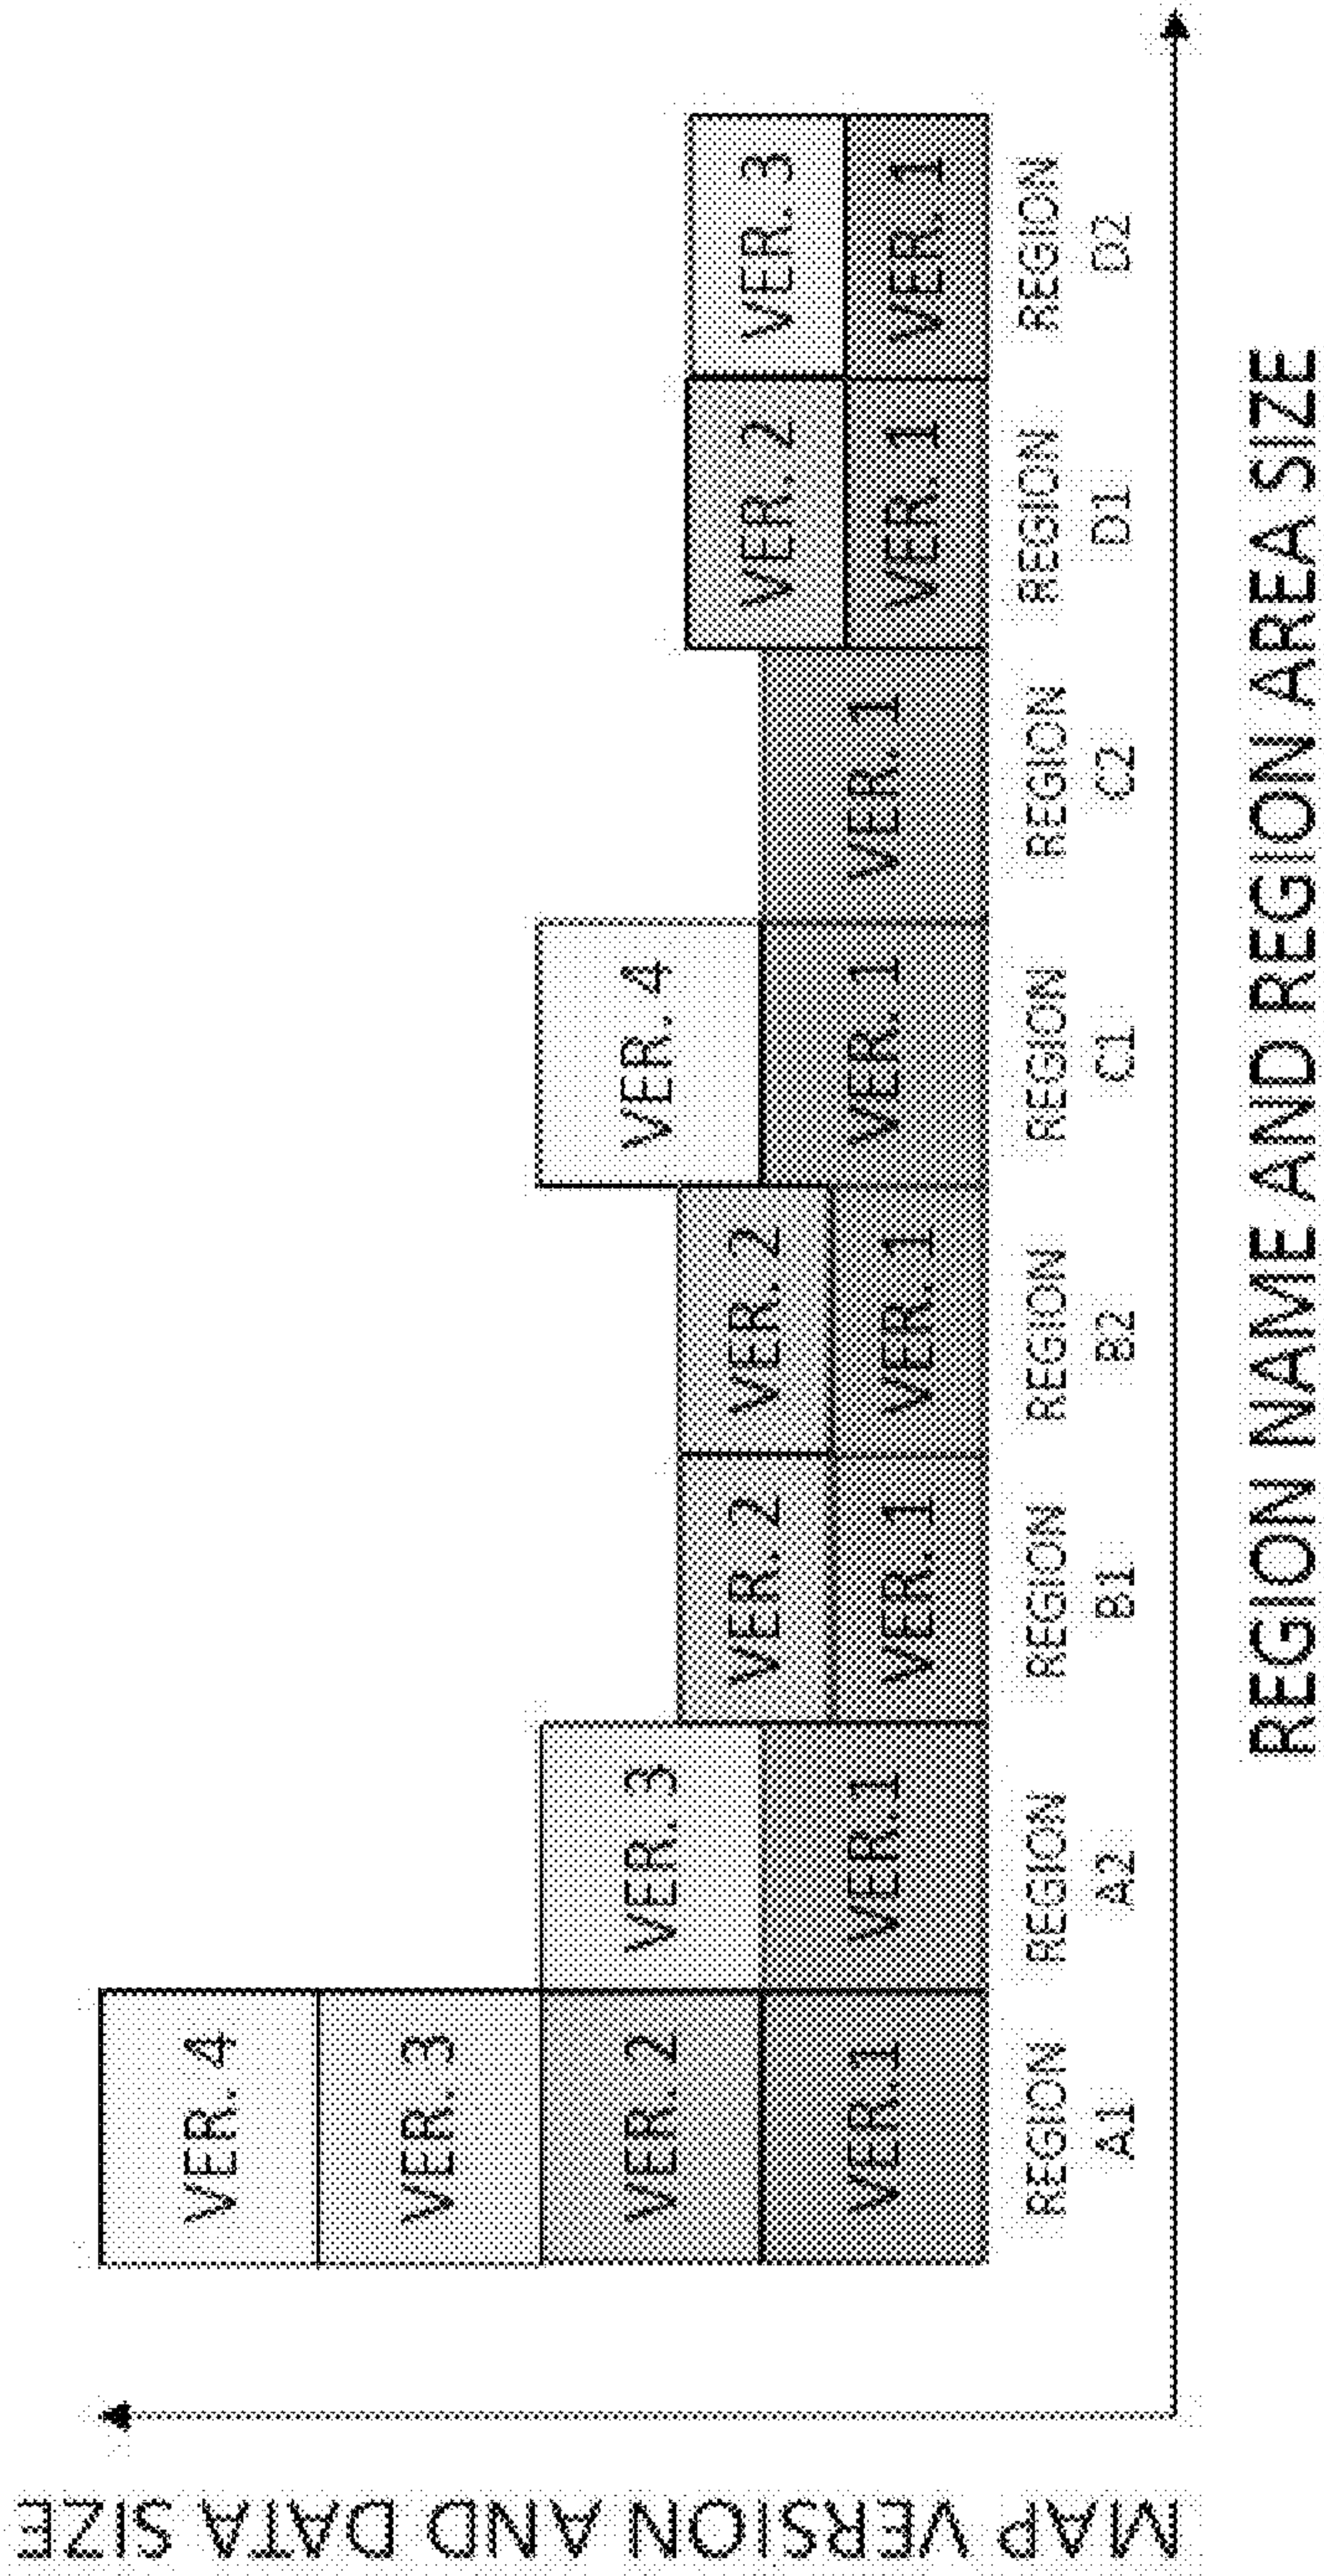 MAP VERSION AND DATA SIZE
VER. 4
VER. 3
VER. 2
VER. 1
REGION
A1
VER. 3
VER. 1
REGION
A2
VER. 2
VER. 1
REGION
B1
VER. 2
VER. 1
REGION
B2
VER. 4
VER. 1
REGION
C1
VER. 1
REGION
C2
VER. 2
VER. 1
REGION
D1
VER. 3
VER. 1
REGION
D2
REGION NAME AND REGION AREA SIZE